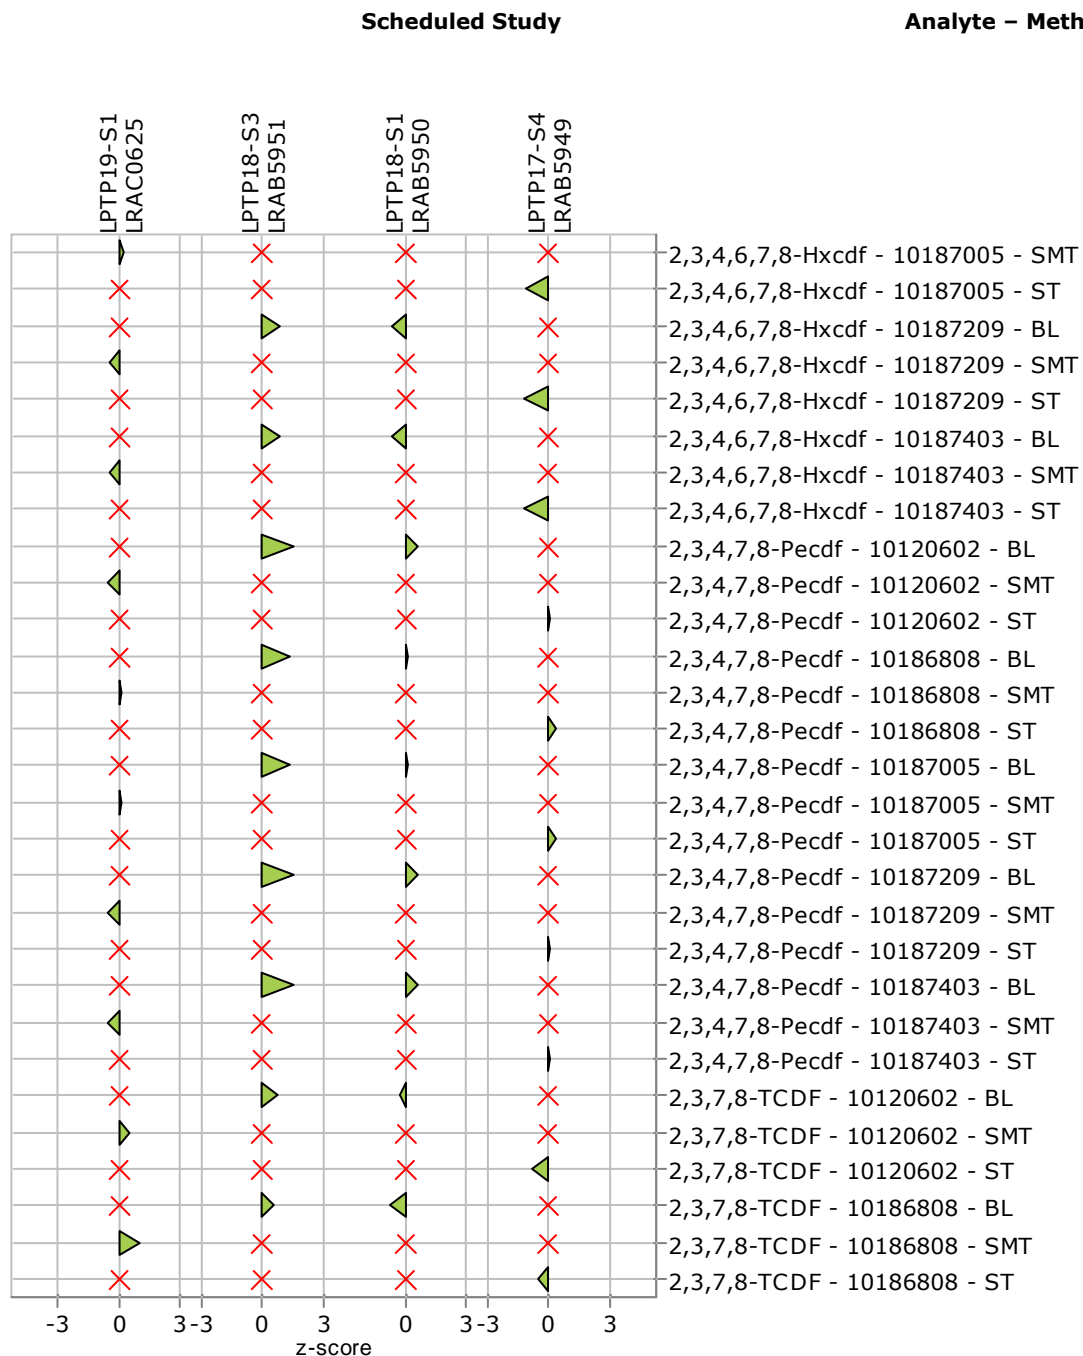 Scheduled Study
Analyte – Meth
LPTP19-S1
LRAC0625
LPTP18-S3
LRAB5951
LPTP18-S1
LRAB5950
LPTP17-S4
LRAB5949
2,3,4,6,7,8-Hxcdf - 10187005 - SMT
2,3,4,6,7,8-Hxcdf - 10187005 - ST
2,3,4,6,7,8-Hxcdf - 10187209 - BL
2,3,4,6,7,8-Hxcdf - 10187209 - SMT
2,3,4,6,7,8-Hxcdf - 10187209 - ST
2,3,4,6,7,8-Hxcdf - 10187403 - BL
2,3,4,6,7,8-Hxcdf - 10187403 - SMT
2,3,4,6,7,8-Hxcdf - 10187403 - ST
2,3,4,7,8-Pecdf - 10120602 - BL
2,3,4,7,8-Pecdf - 10120602 - SMT
2,3,4,7,8-Pecdf - 10120602 - ST
2,3,4,7,8-Pecdf - 10186808 - BL
2,3,4,7,8-Pecdf - 10186808 - SMT
2,3,4,7,8-Pecdf - 10186808 - ST
2,3,4,7,8-Pecdf - 10187005 - BL
2,3,4,7,8-Pecdf - 10187005 - SMT
2,3,4,7,8-Pecdf - 10187005 - ST
2,3,4,7,8-Pecdf - 10187209 - BL
2,3,4,7,8-Pecdf - 10187209 - SMT
2,3,4,7,8-Pecdf - 10187209 - ST
2,3,4,7,8-Pecdf - 10187403 - BL
2,3,4,7,8-Pecdf - 10187403 - SMT
2,3,4,7,8-Pecdf - 10187403 - ST
2,3,7,8-TCDF - 10120602 - BL
2,3,7,8-TCDF - 10120602 - SMT
2,3,7,8-TCDF - 10120602 - ST
2,3,7,8-TCDF - 10186808 - BL
2,3,7,8-TCDF - 10186808 - SMT
2,3,7,8-TCDF - 10186808 - ST
-3 0 3 -3 0 3 0 3 -3 0 3
z-score